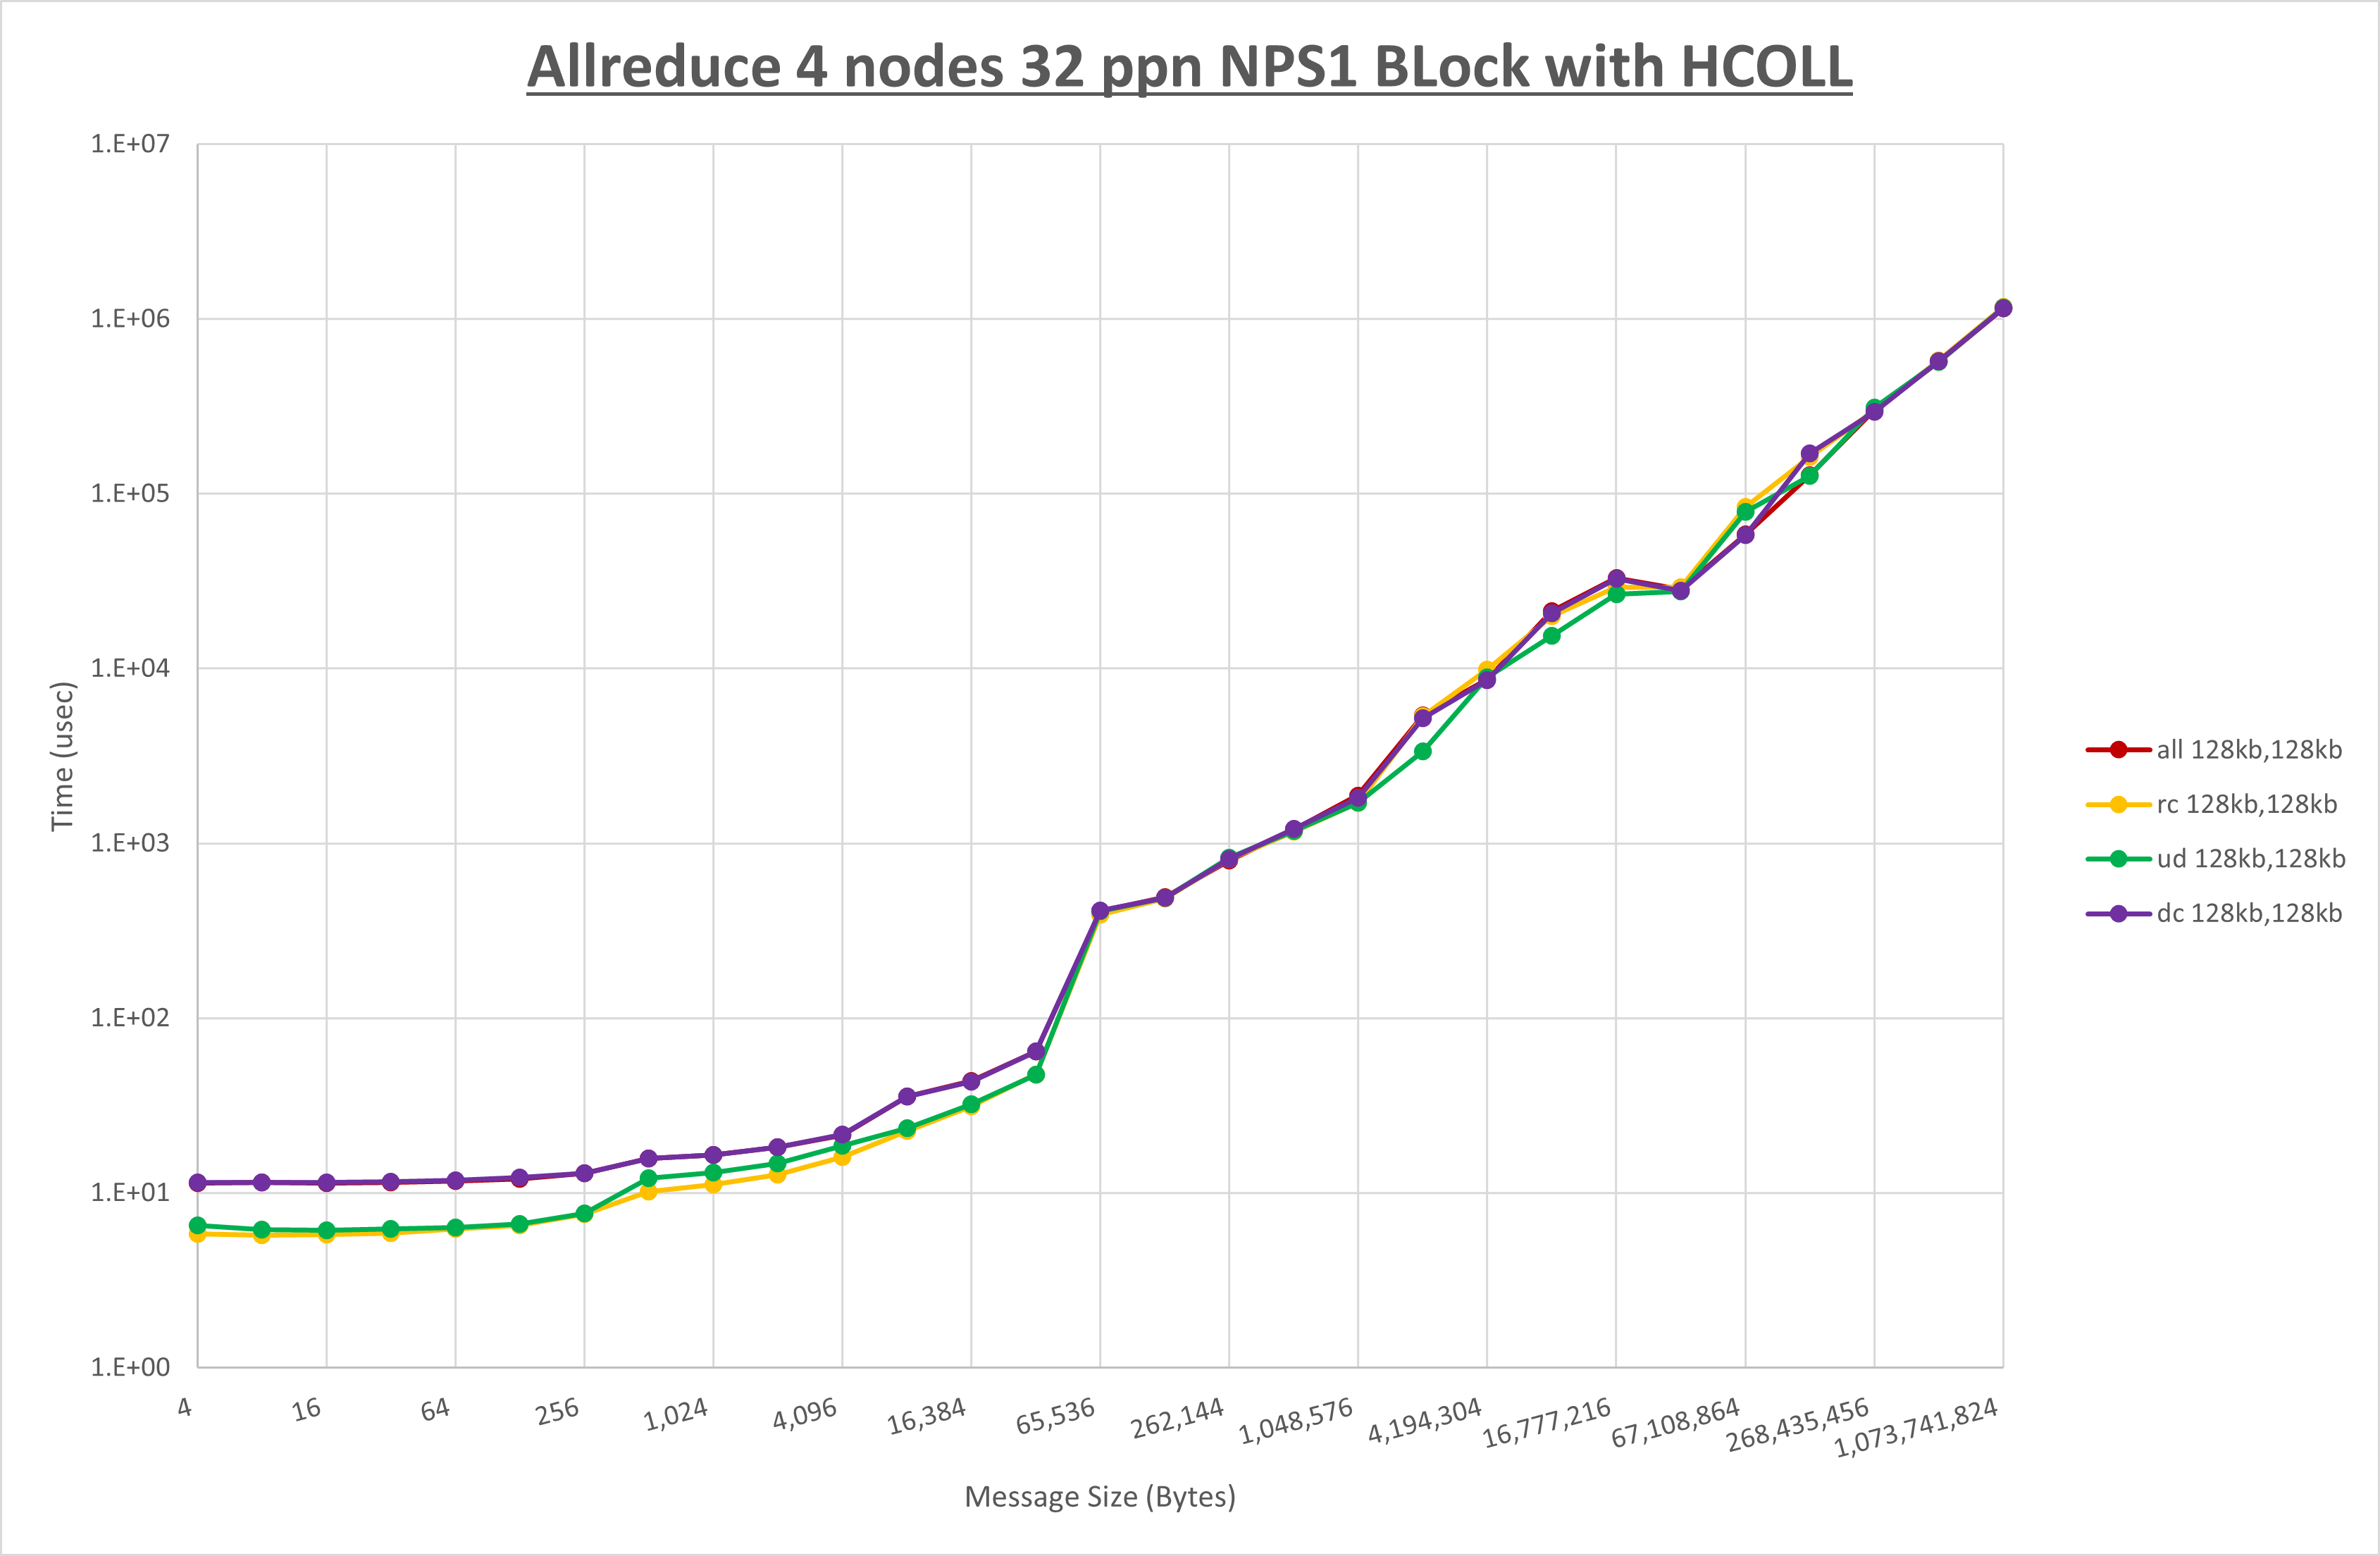 Allreduce 4 nodes 32 ppn NPS1 BLock with HCOLL
1.E+07
1.E+06
1.E+05
1.E+04
1.E+03
1.E+02
1.E+01
1.E+00
Time (usec)
all 128kb,128kb
rc 128kb,128kb
ud 128kb,128kb
dc 128kb,128kb
4
16
64
256
1,024
4,096
16,384
65,536
262,144
1,048,576
4,194,304
16,777,216
67,108,864
268,435,456
1,073,741,824
Message Size (Bytes)